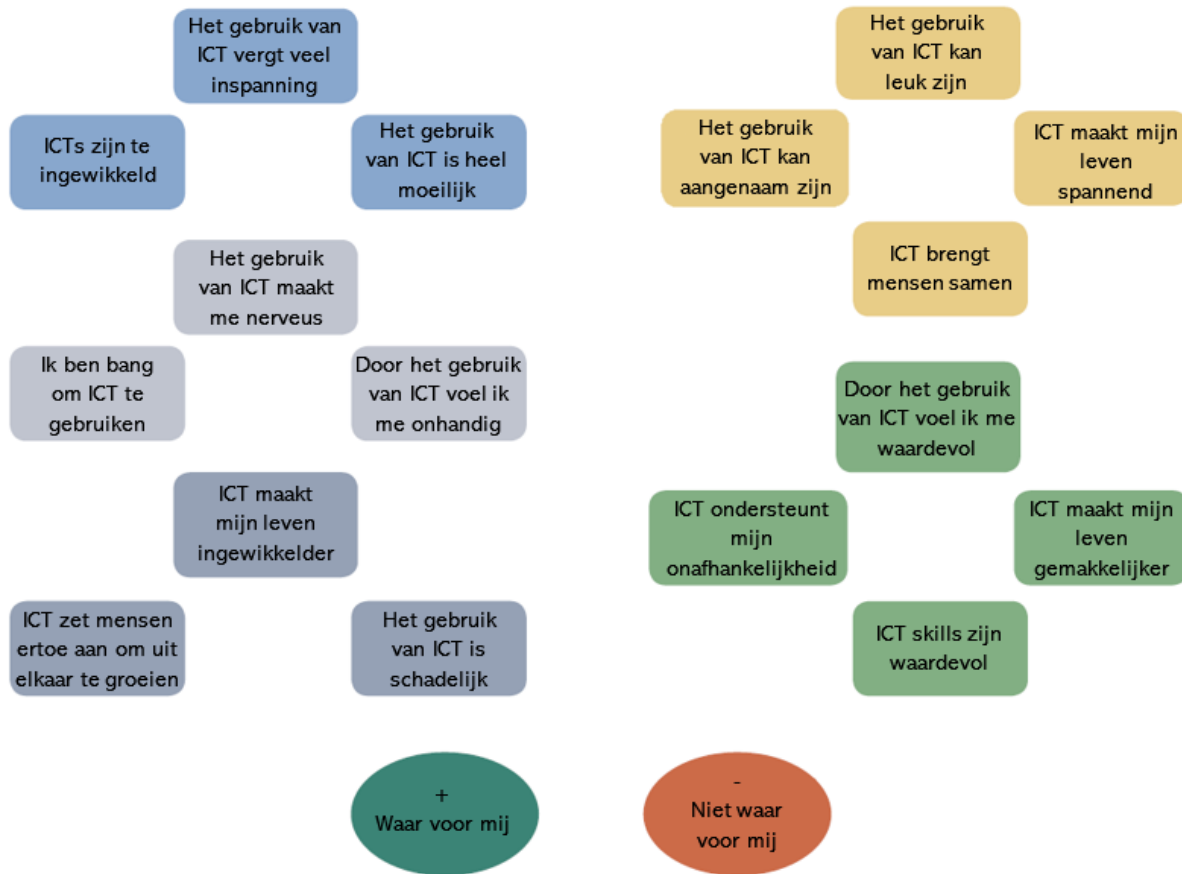 Het gebruik van
ICT vergt veel
inspanning
ICTs zijn te
ingewikkeld
Het gebruik
van ICT is heel
moeilijk
Het gebruik
van ICT maakt
me nerveus
Ik ben bang
om ICT te
gebruiken
Door het gebruik
van ICT voel ik
me onhandig
ICT maakt
mijn leven
ingewikkelder
ICT zet mensen
ertoe aan om uit
elkaar te groeien
Het gebruik
van ICT is
schadelijk
Het gebruik
van ICT kan
leuk zijn
Het gebruik
van ICT kan
aangenaam zijn
ICT maakt mijn
leven
spannend
ICT brengt
mensen samen
Door het gebruik
van ICT voel ik me
waardevol
ICT ondersteunt
mijn
onafhankelijkheid
ICT maakt mijn
leven
gemakkelijker
ICT skills zijn
waardevol
+
Waar voor mij
-
Niet waar
voor mij